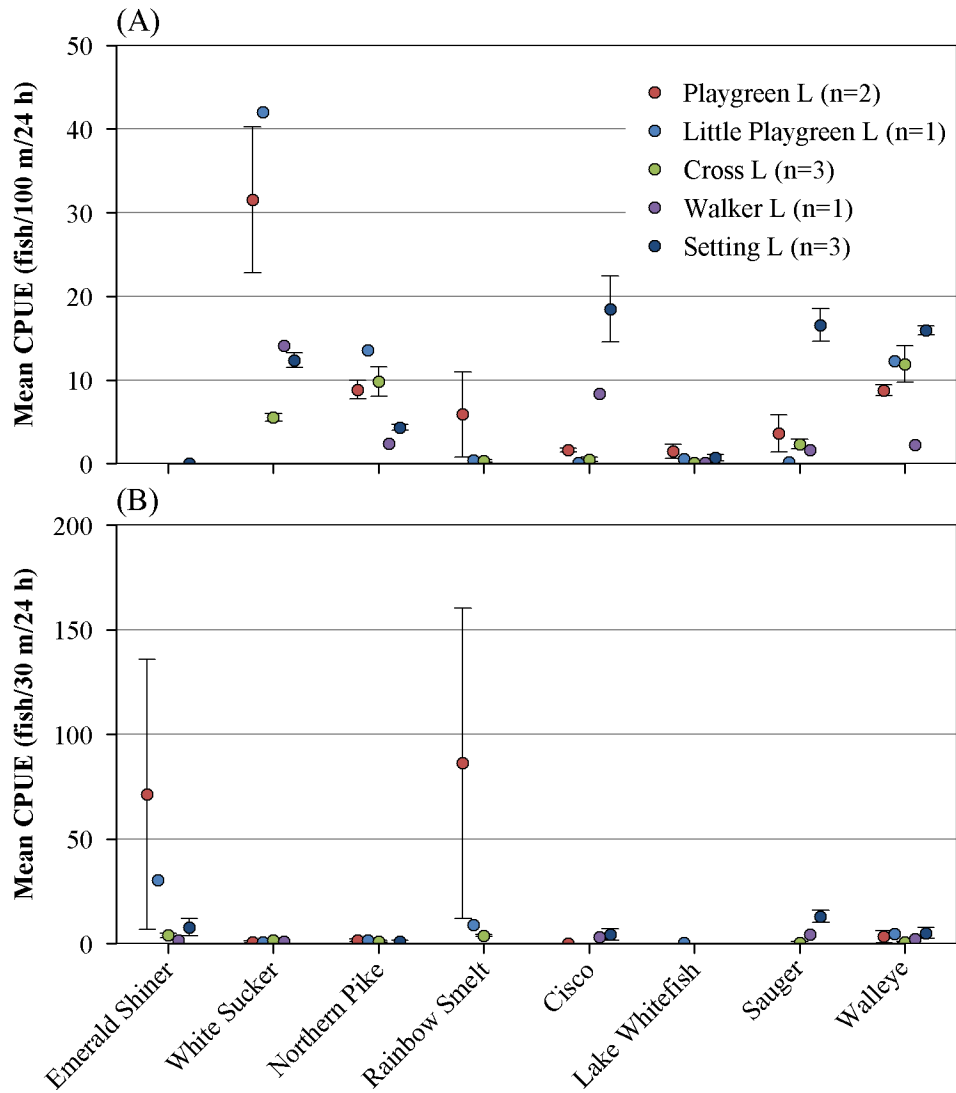 (A)
Mean CPUE (fish/100 m/24 h)
50
40
30
20
10
0
Playgreen L (n=2)
Little Playgreen L (n=1)
Cross L (n=3)
Walker L (n=1)
Setting L (n=3)
(B)
Mean CPUE (fish/30 m/24 h)
200
150
100
50
0
Emerald Shiner
White Sucker
Northern Pike
Rainbow Smelt
Cisco
Lake Whitefish
Sauger
Walleye